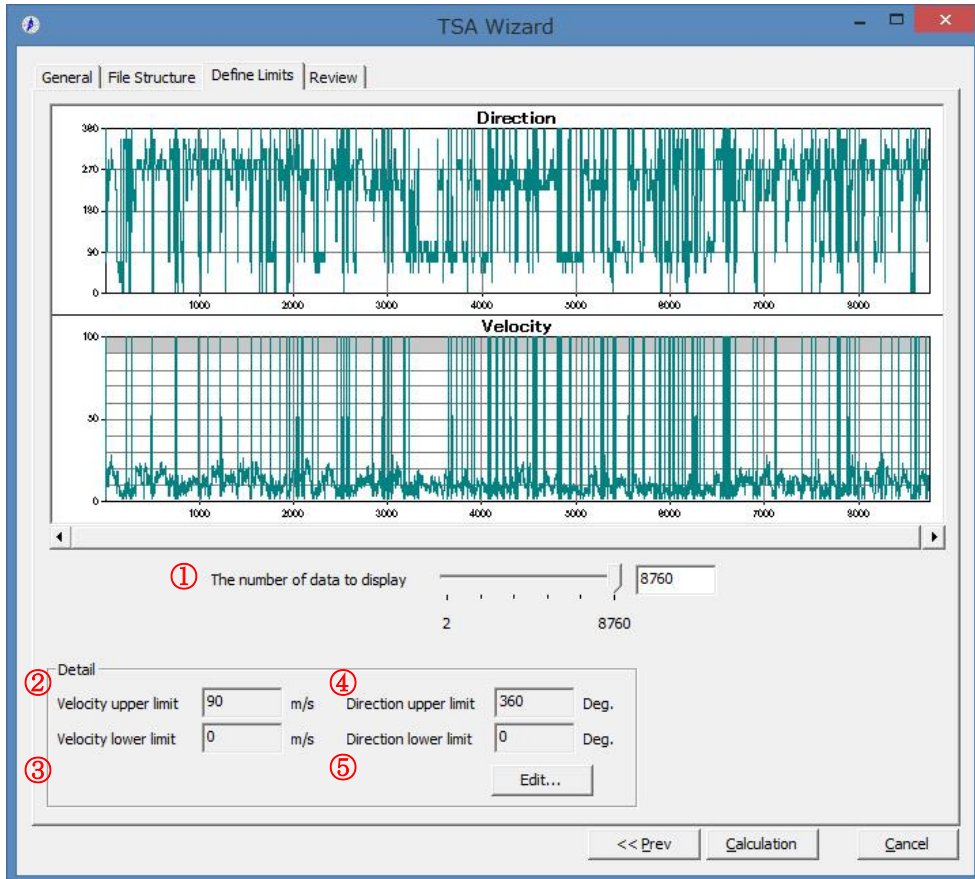 TSA Wizard
General File Structure Define Limits Review
Direction
360
270
180
90
0
1000 2000 3000 4000 5000 6000 7000 8000
Velocity
100
50
0
1000 2000 3000 4000 5000 6000 7000 8000
① The number of data to display 8760
2 8760
Detail
② ④
Velocity upper limit 90 m/s Direction upper limit 360 Deg.
Velocity lower limit 0 m/s Direction lower limit 0 Deg.
③ ⑤
Edit...
<< Prev Calculation Cancel